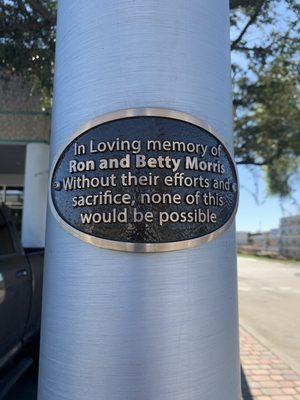 In Loving memory of
Ron and Betty Morris
Without their efforts and
sacrifice, none of this
would be possible